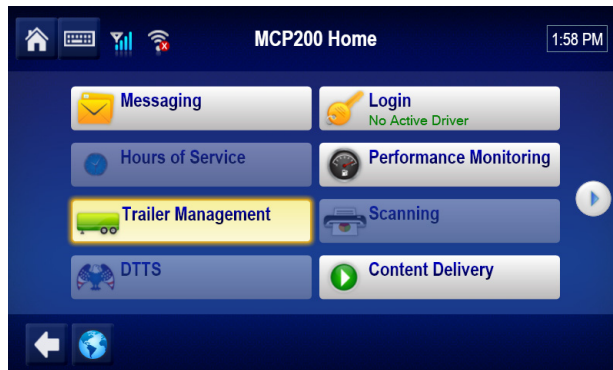 MCP200 Home
1:58 PM
Messaging
Login
No Active Driver
Hours of Service
Performance Monitoring
Trailer Management
Scanning
DTTS
Content Delivery